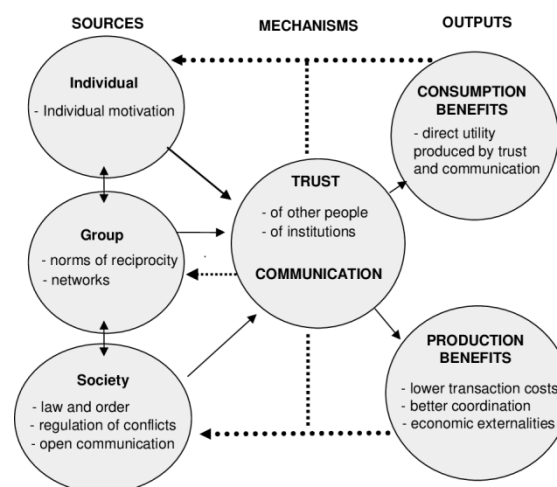 SOURCES
MECHANISMS
OUTPUTS
Individual
- Individual motivation
Group
- norms of reciprocity
- networks
Society
- law and order
- regulation of conflicts
- open communication
TRUST
- of other people
- of institutions
COMMUNICATION
CONSUMPTION
BENEFITS
- direct utility
produced by trust
and communication
PRODUCTION
BENEFITS
- lower transaction costs
- better coordination
- economic externalities